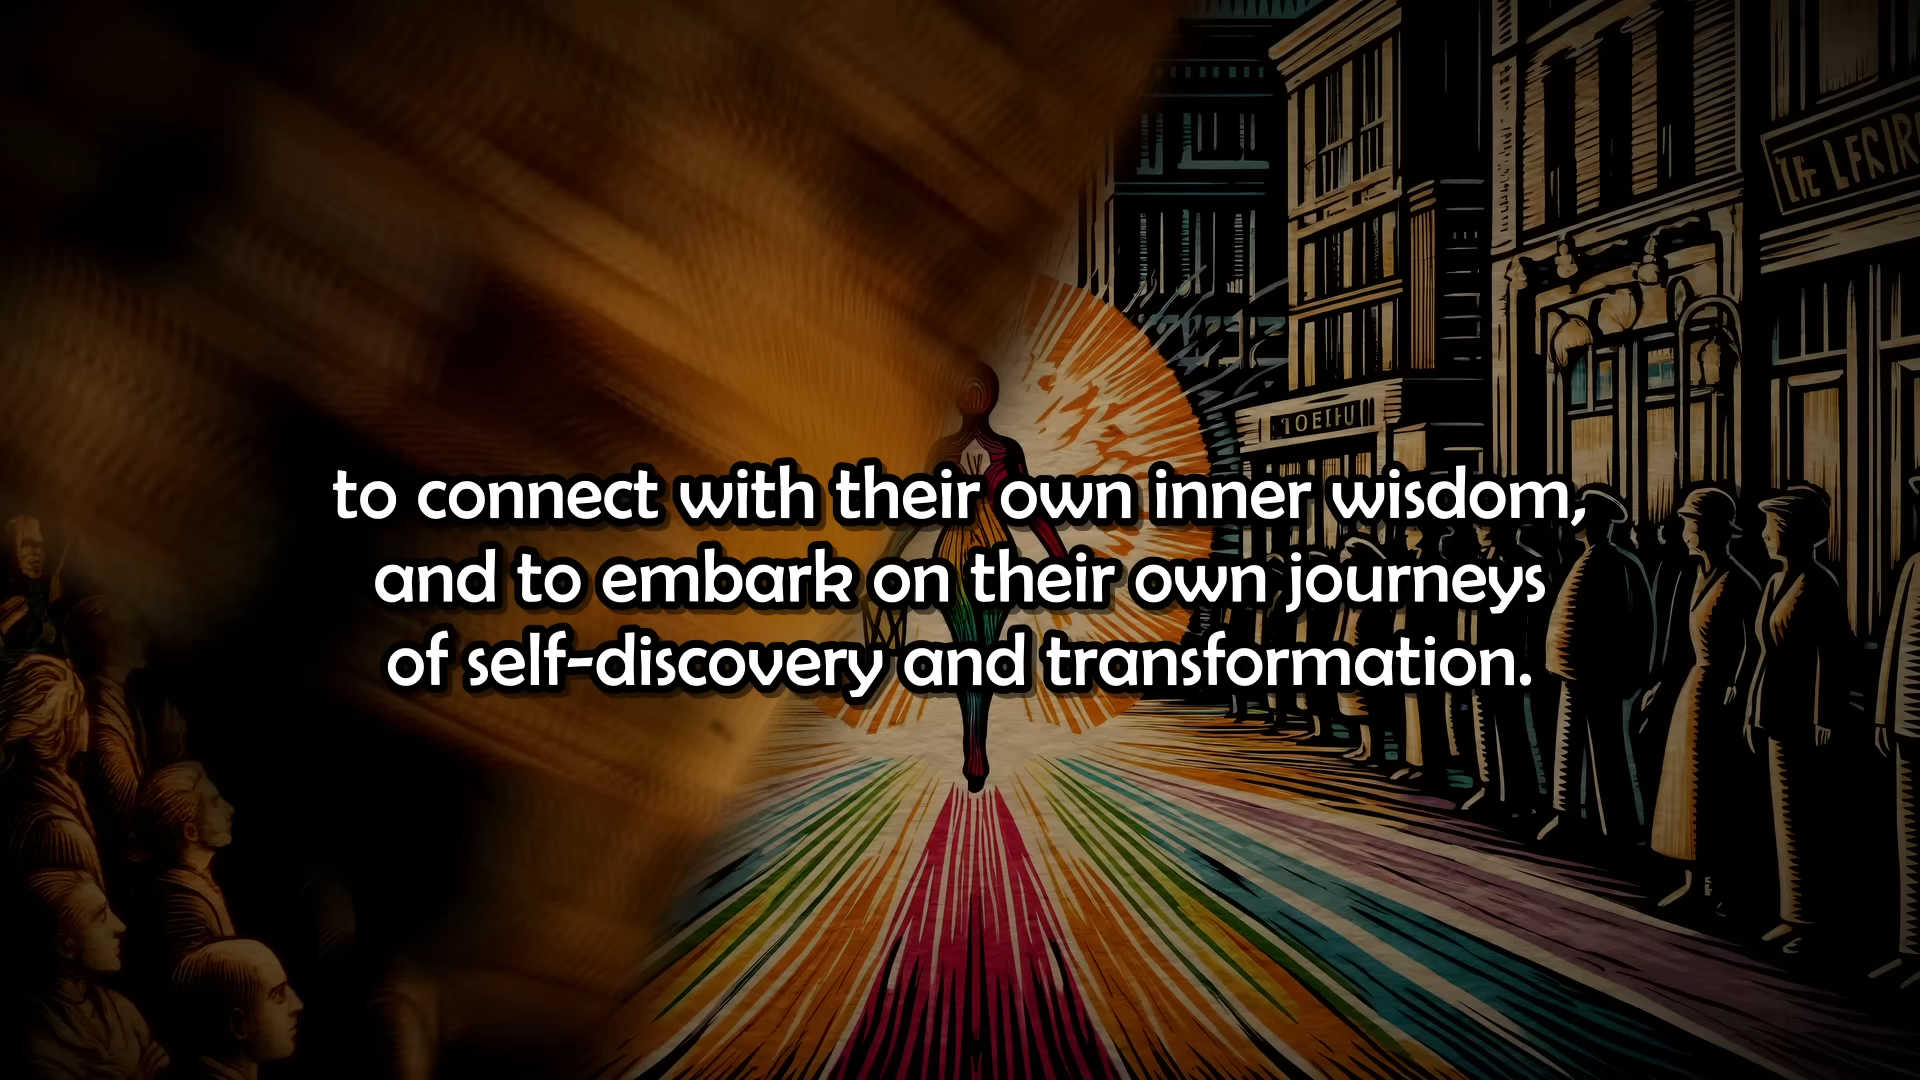 to connect with their own inner wisdom,
and to embark on their own journeys
of self-discovery and transformation.